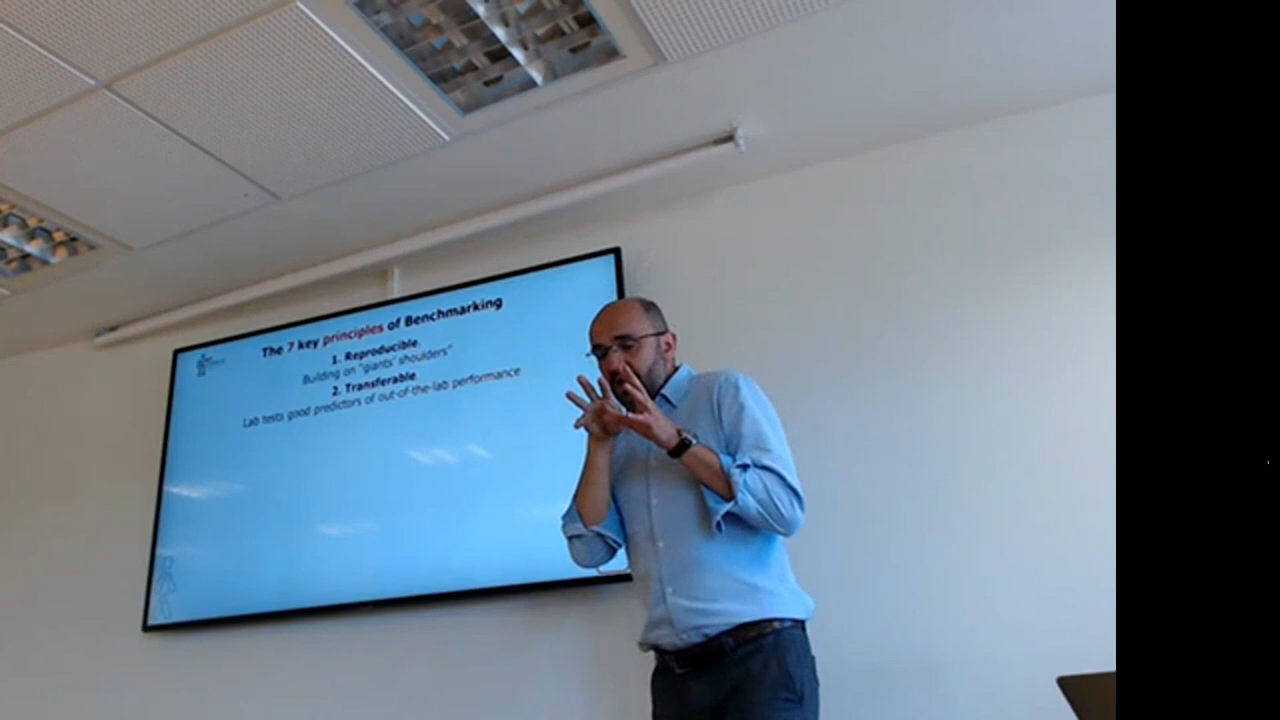 The 7 key principles of Benchmarking
1. Reproducible.
Building on "giants' shoulders"
2. Transferable.
Lab tests good predictors of out-of-the-lab performance